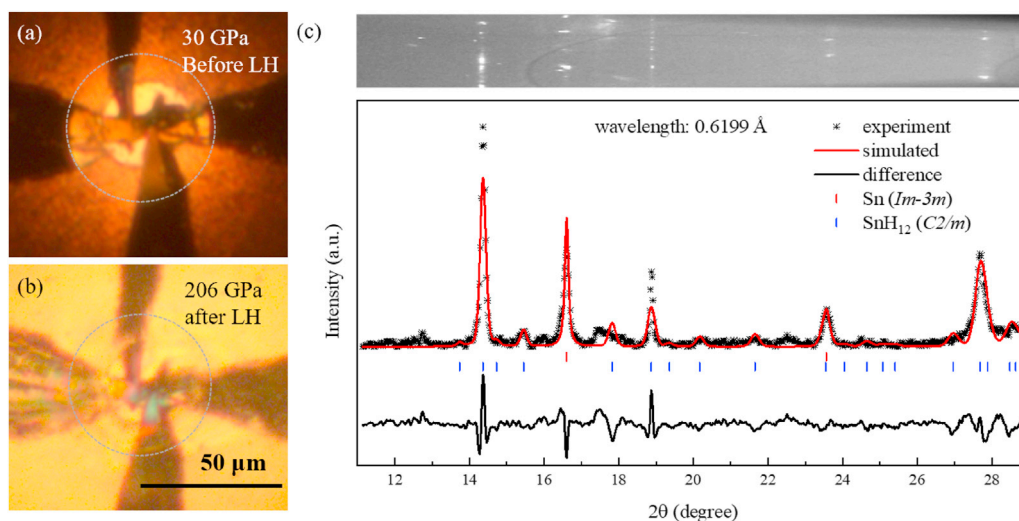 (a)
30 GPa
Before LH
(b)
206 GPa
after LH
50 µm
(c)
wavelength: 0.6199 Å
experiment
simulated
difference
Sn (Im-3m)
SnH₁₂ (C2/m)
Intensity (a.u.)
12 14 16 18 20 22 24 26 28
2θ (degree)